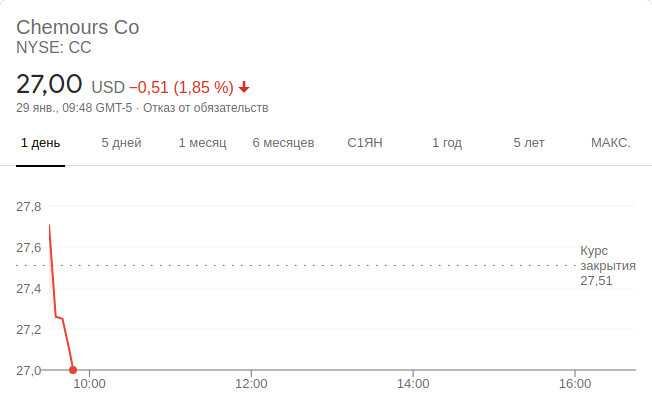 Chemours Co
NYSE: CC
27,00 USD −0,51 (1,85 %)
29 янв., 09:48 GMT-5 · Отказ от обязательств
1 день 5 дней 1 месяц 6 месяцев С1ЯН 1 год 5 лет МАКС.
27,8
27,6
27,4
27,2
27,0
Курс
закрытия
27,51
10:00 12:00 14:00 16:00